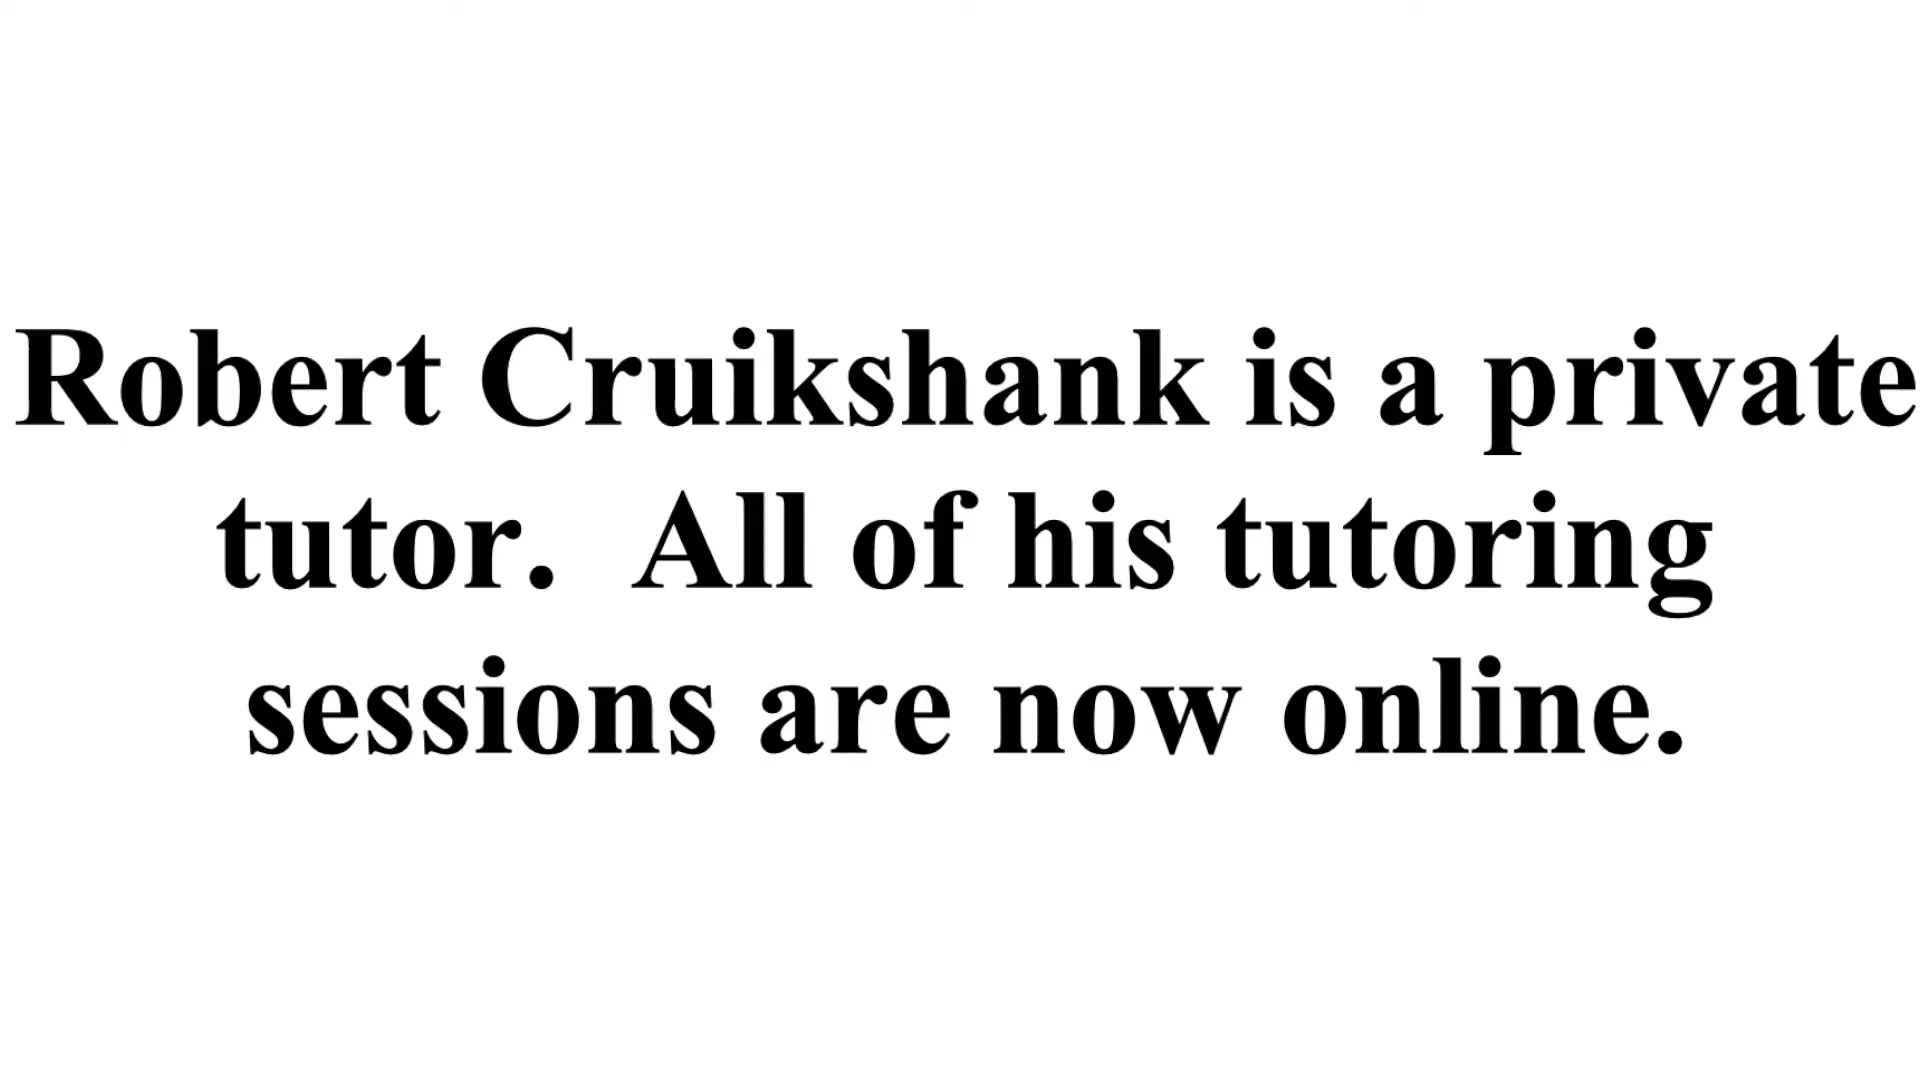 Robert Cruikshank is a private
tutor.  All of his tutoring
sessions are now online.